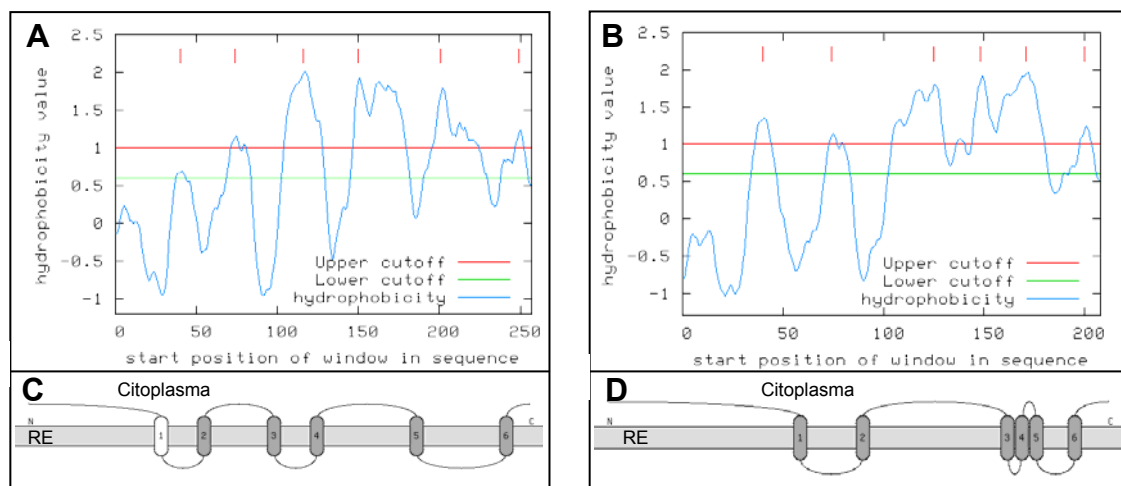 A
2.5
2
1.5
1
0.5
0
-0.5
-1
hydrophobicity value
Upper cutoff
Lower cutoff
hydrophobicity
0 50 100 150 200 250
start position of window in sequence
B
2.5
2
1.5
1
0.5
0
-0.5
-1
hydrophobicity value
Upper cutoff
Lower cutoff
hydrophobicity
0 50 100 150 200
start position of window in sequence
C
Citoplasma
N
C
RE
1 2 3 4 5 6
D
Citoplasma
N
C
RE
1 2 3 4 5 6